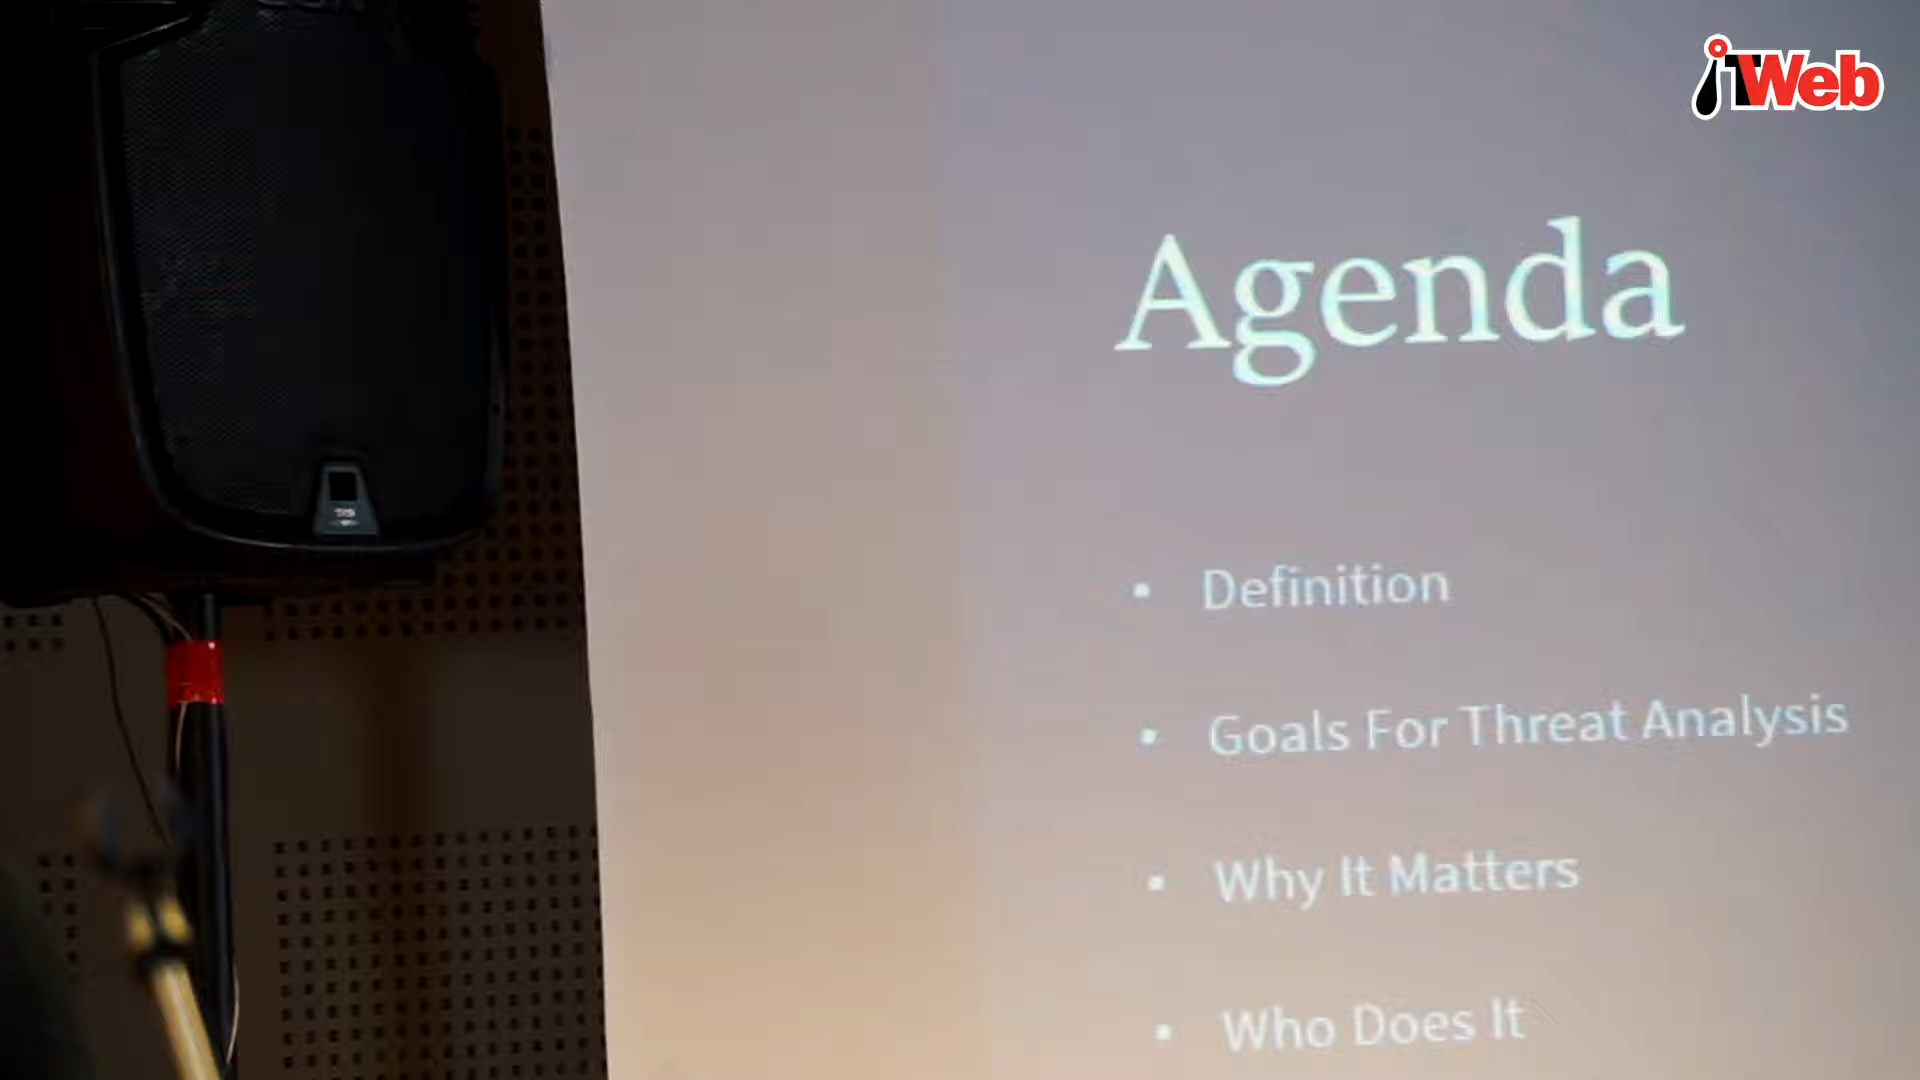 iTWeb
Agenda
• Definition
• Goals For Threat Analysis
• Why It Matters
• Who Does It